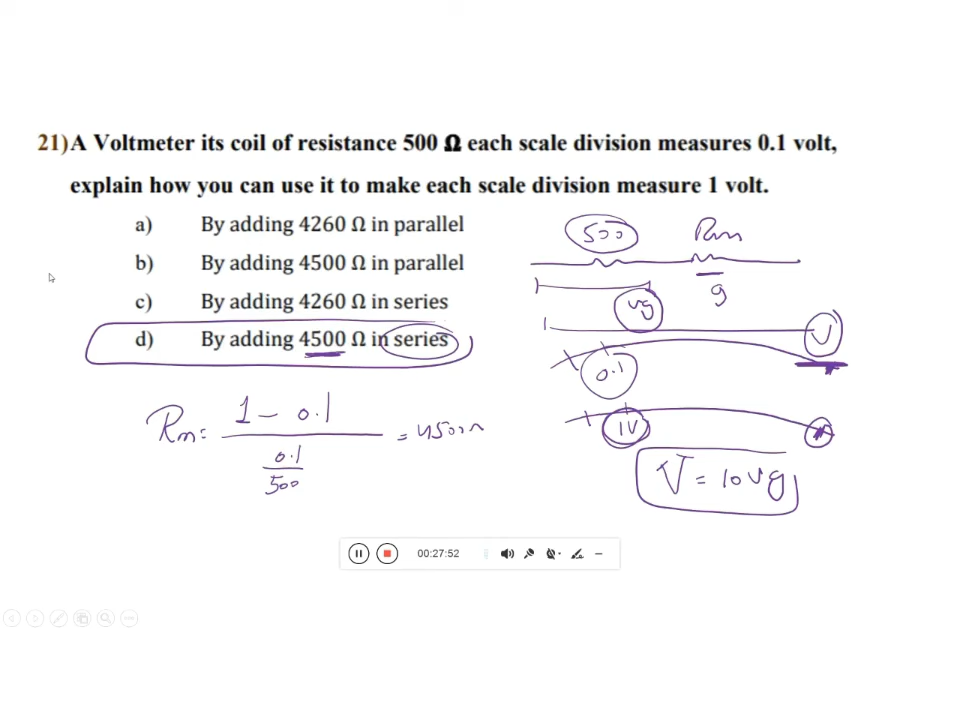 21)A Voltmeter its coil of resistance 500 Ω each scale division measures 0.1 volt,
explain how you can use it to make each scale division measure 1 volt.
a) By adding 4260 Ω in parallel
b) By adding 4500 Ω in parallel
c) By adding 4260 Ω in series
d) By adding 4500 Ω in series
500 Rm
g
Vg
V
0.1
1V
Rm = 1 - 0.1 / 0.1/500 = 4500 Ω
V = 10 Vg
00:27:52